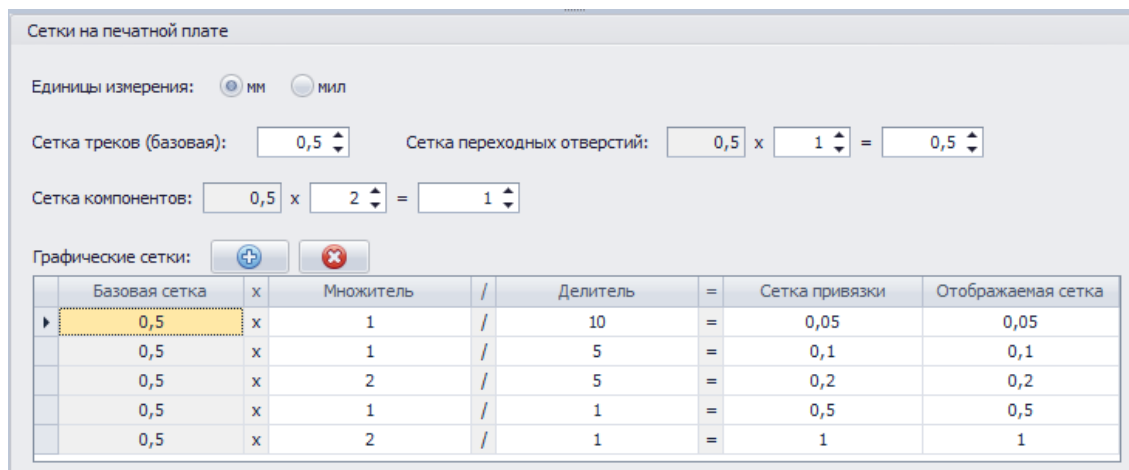 Сетки на печатной плате
Единицы измерения: мм мил
Сетка треков (базовая): 0,5 Сетка переходных отверстий: 0,5 x 1 = 0,5
Сетка компонентов: 0,5 x 2 = 1
Графические сетки:
Базовая сетка x Множитель / Делитель = Сетка привязки Отображаемая сетка
0,5 x 1 / 10 = 0,05 0,05
0,5 x 1 / 5 = 0,1 0,1
0,5 x 2 / 5 = 0,2 0,2
0,5 x 1 / 1 = 0,5 0,5
0,5 x 2 / 1 = 1 1